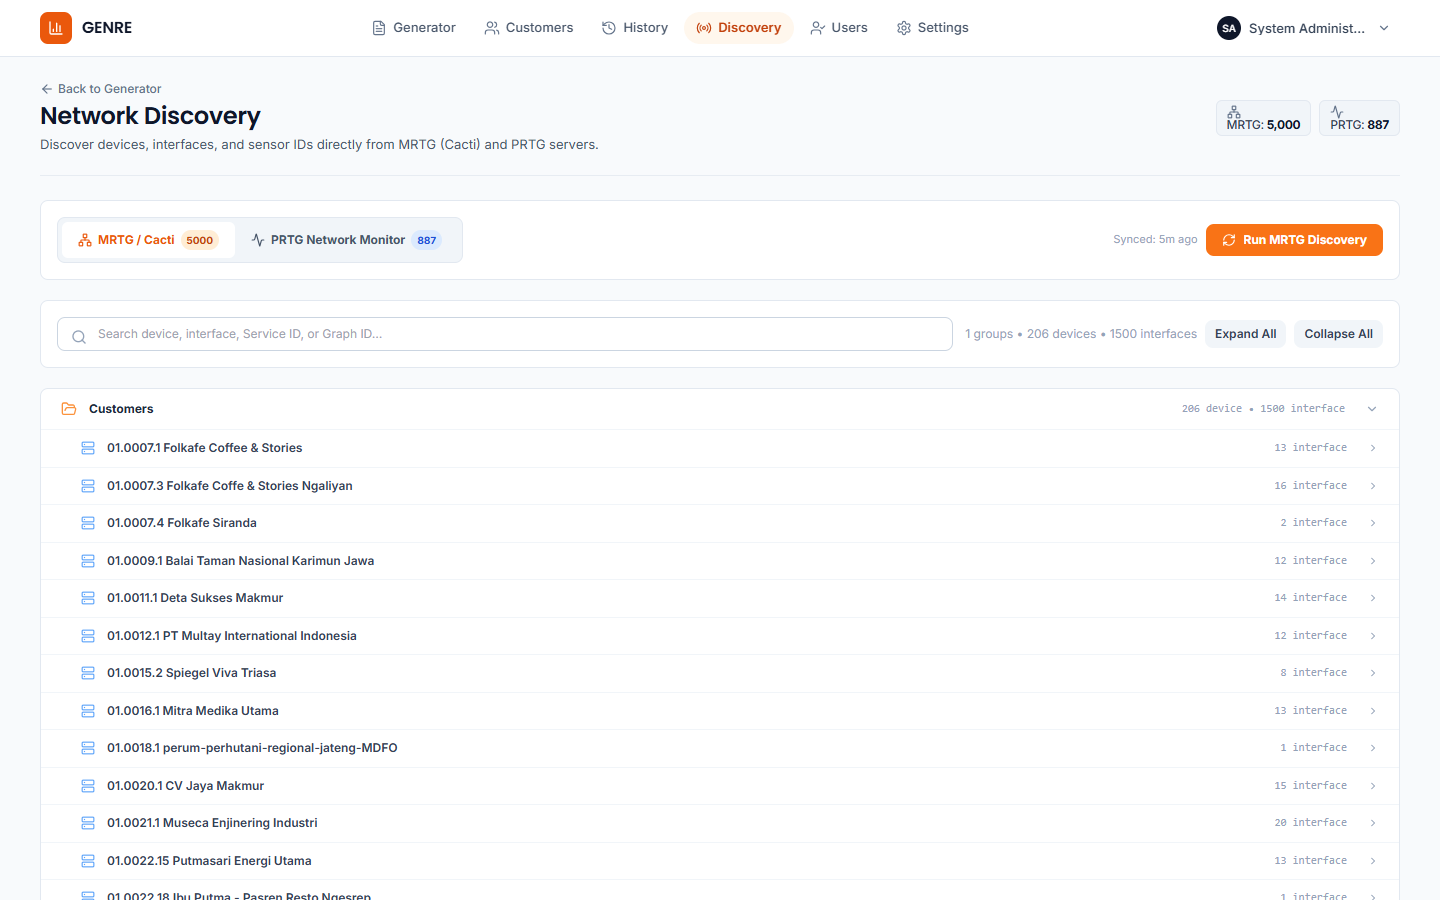 GENRE
Generator
Customers
History
Discovery
Users
Settings
SA
System Administ...
Back to Generator
Network Discovery
Discover devices, interfaces, and sensor IDs directly from MRTG (Cacti) and PRTG servers.
MRTG: 5,000
PRTG: 887
MRTG / Cacti 5000
PRTG Network Monitor 887
Synced: 5m ago
Run MRTG Discovery
Search device, interface, Service ID, or Graph ID...
1 groups • 206 devices • 1500 interfaces
Expand All
Collapse All
Customers 206 device • 1500 interface
01.0007.1 Folkafe Coffee & Stories 13 interface
01.0007.3 Folkafe Coffe & Stories Ngaliyan 16 interface
01.0007.4 Folkafe Siranda 2 interface
01.0009.1 Balai Taman Nasional Karimun Jawa 12 interface
01.0011.1 Deta Sukses Makmur 14 interface
01.0012.1 PT Multay International Indonesia 12 interface
01.0015.2 Spiegel Viva Triasa 8 interface
01.0016.1 Mitra Medika Utama 13 interface
01.0018.1 perum-perhutani-regional-jateng-MDFO 1 interface
01.0020.1 CV Jaya Makmur 15 interface
01.0021.1 Museca Enjinering Industri 20 interface
01.0022.15 Putmasari Energi Utama 13 interface
01.0022.18 Ibu Putma - Pasren Resto Ngesrep 1 interface